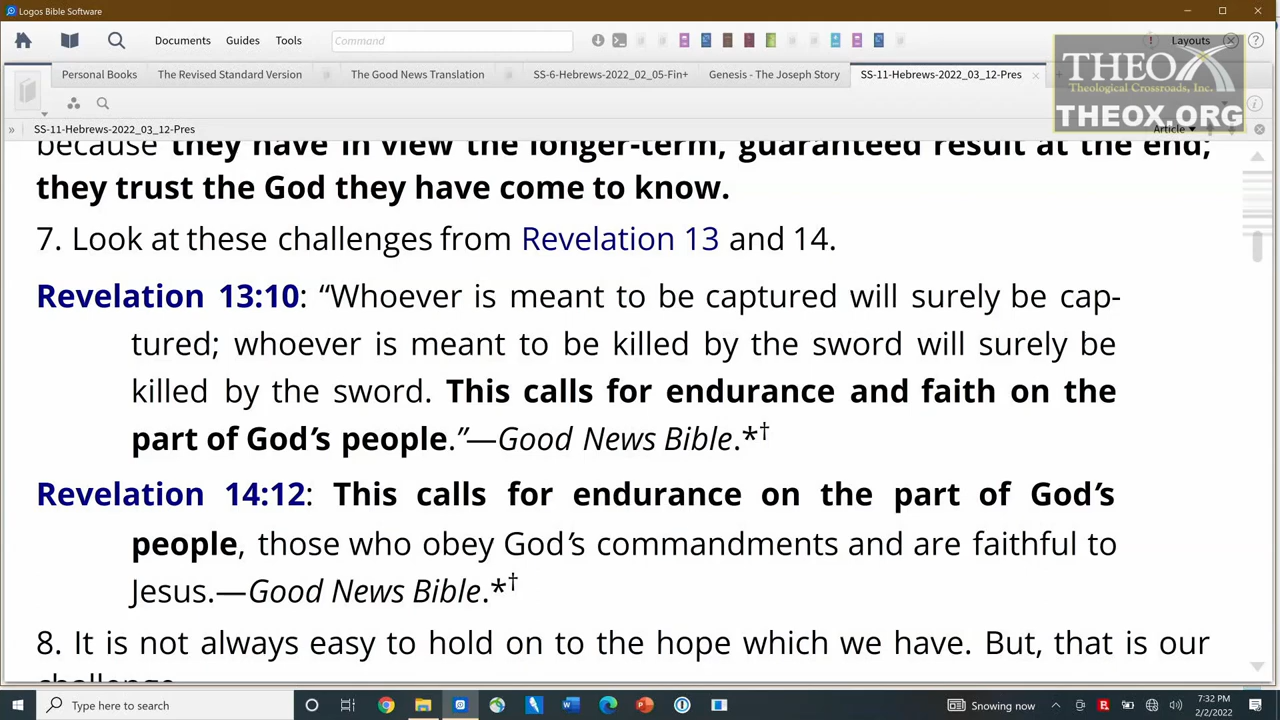 Logos Bible Software
Documents Guides Tools Command Layouts
THEOX
Theological Crossroads, Inc.
THEOX.ORG
Personal Books The Revised Standard Version The Good News Translation SS-6-Hebrews-2022_02_05-Fin+ Genesis - The Joseph Story SS-11-Hebrews-2022_03_12-Pres
SS-11-Hebrews-2022_03_12-Pres Article
because they have in view the longer-term, guaranteed result at the end;
they trust the God they have come to know.
7. Look at these challenges from Revelation 13 and 14.
Revelation 13:10: “Whoever is meant to be captured will surely be cap-
tured; whoever is meant to be killed by the sword will surely be
killed by the sword. This calls for endurance and faith on the
part of God’s people.”—Good News Bible.*†
Revelation 14:12: This calls for endurance on the part of God’s
people, those who obey God’s commandments and are faithful to
Jesus.—Good News Bible.*†
8. It is not always easy to hold on to the hope which we have. But, that is our
challenge
Type here to search Snowing now 7:32 PM
2/2/2022